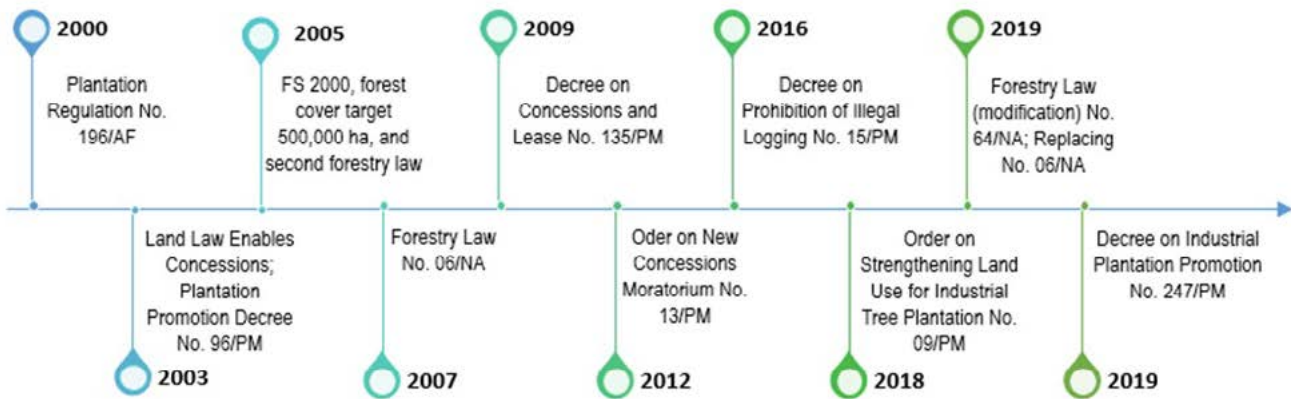 2000
Plantation
Regulation No.
196/AF
2005
FS 2000, forest
cover target
500,000 ha, and
second forestry law
2009
Decree on
Concessions and
Lease No. 135/PM
2016
Decree on
Prohibition of Illegal
Logging No. 15/PM
2019
Forestry Law
(modification) No.
64/NA; Replacing
No. 06/NA
Land Law Enables
Concessions;
Plantation
Promotion Decree
No. 96/PM
2003
Forestry Law
No. 06/NA
2007
Oder on New
Concessions
Moratorium No.
13/PM
2012
Order on
Strengthening Land
Use for Industrial
Tree Plantation No.
09/PM
2018
Decree on Industrial
Plantation Promotion
No. 247/PM
2019